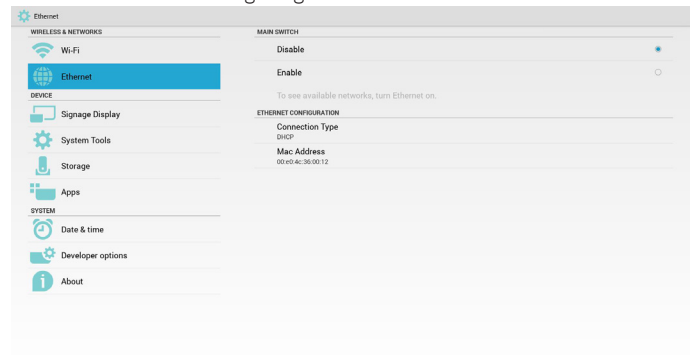 Ethernet
WIRELESS & NETWORKS
Wi-Fi
Ethernet
DEVICE
Signage Display
System Tools
Storage
Apps
SYSTEM
Date & time
Developer options
About
MAIN SWITCH
Disable
Enable
To see available networks, turn Ethernet on.
ETHERNET CONFIGURATION
Connection Type
DHCP
Mac Address
00:e0:4c:36:00:12